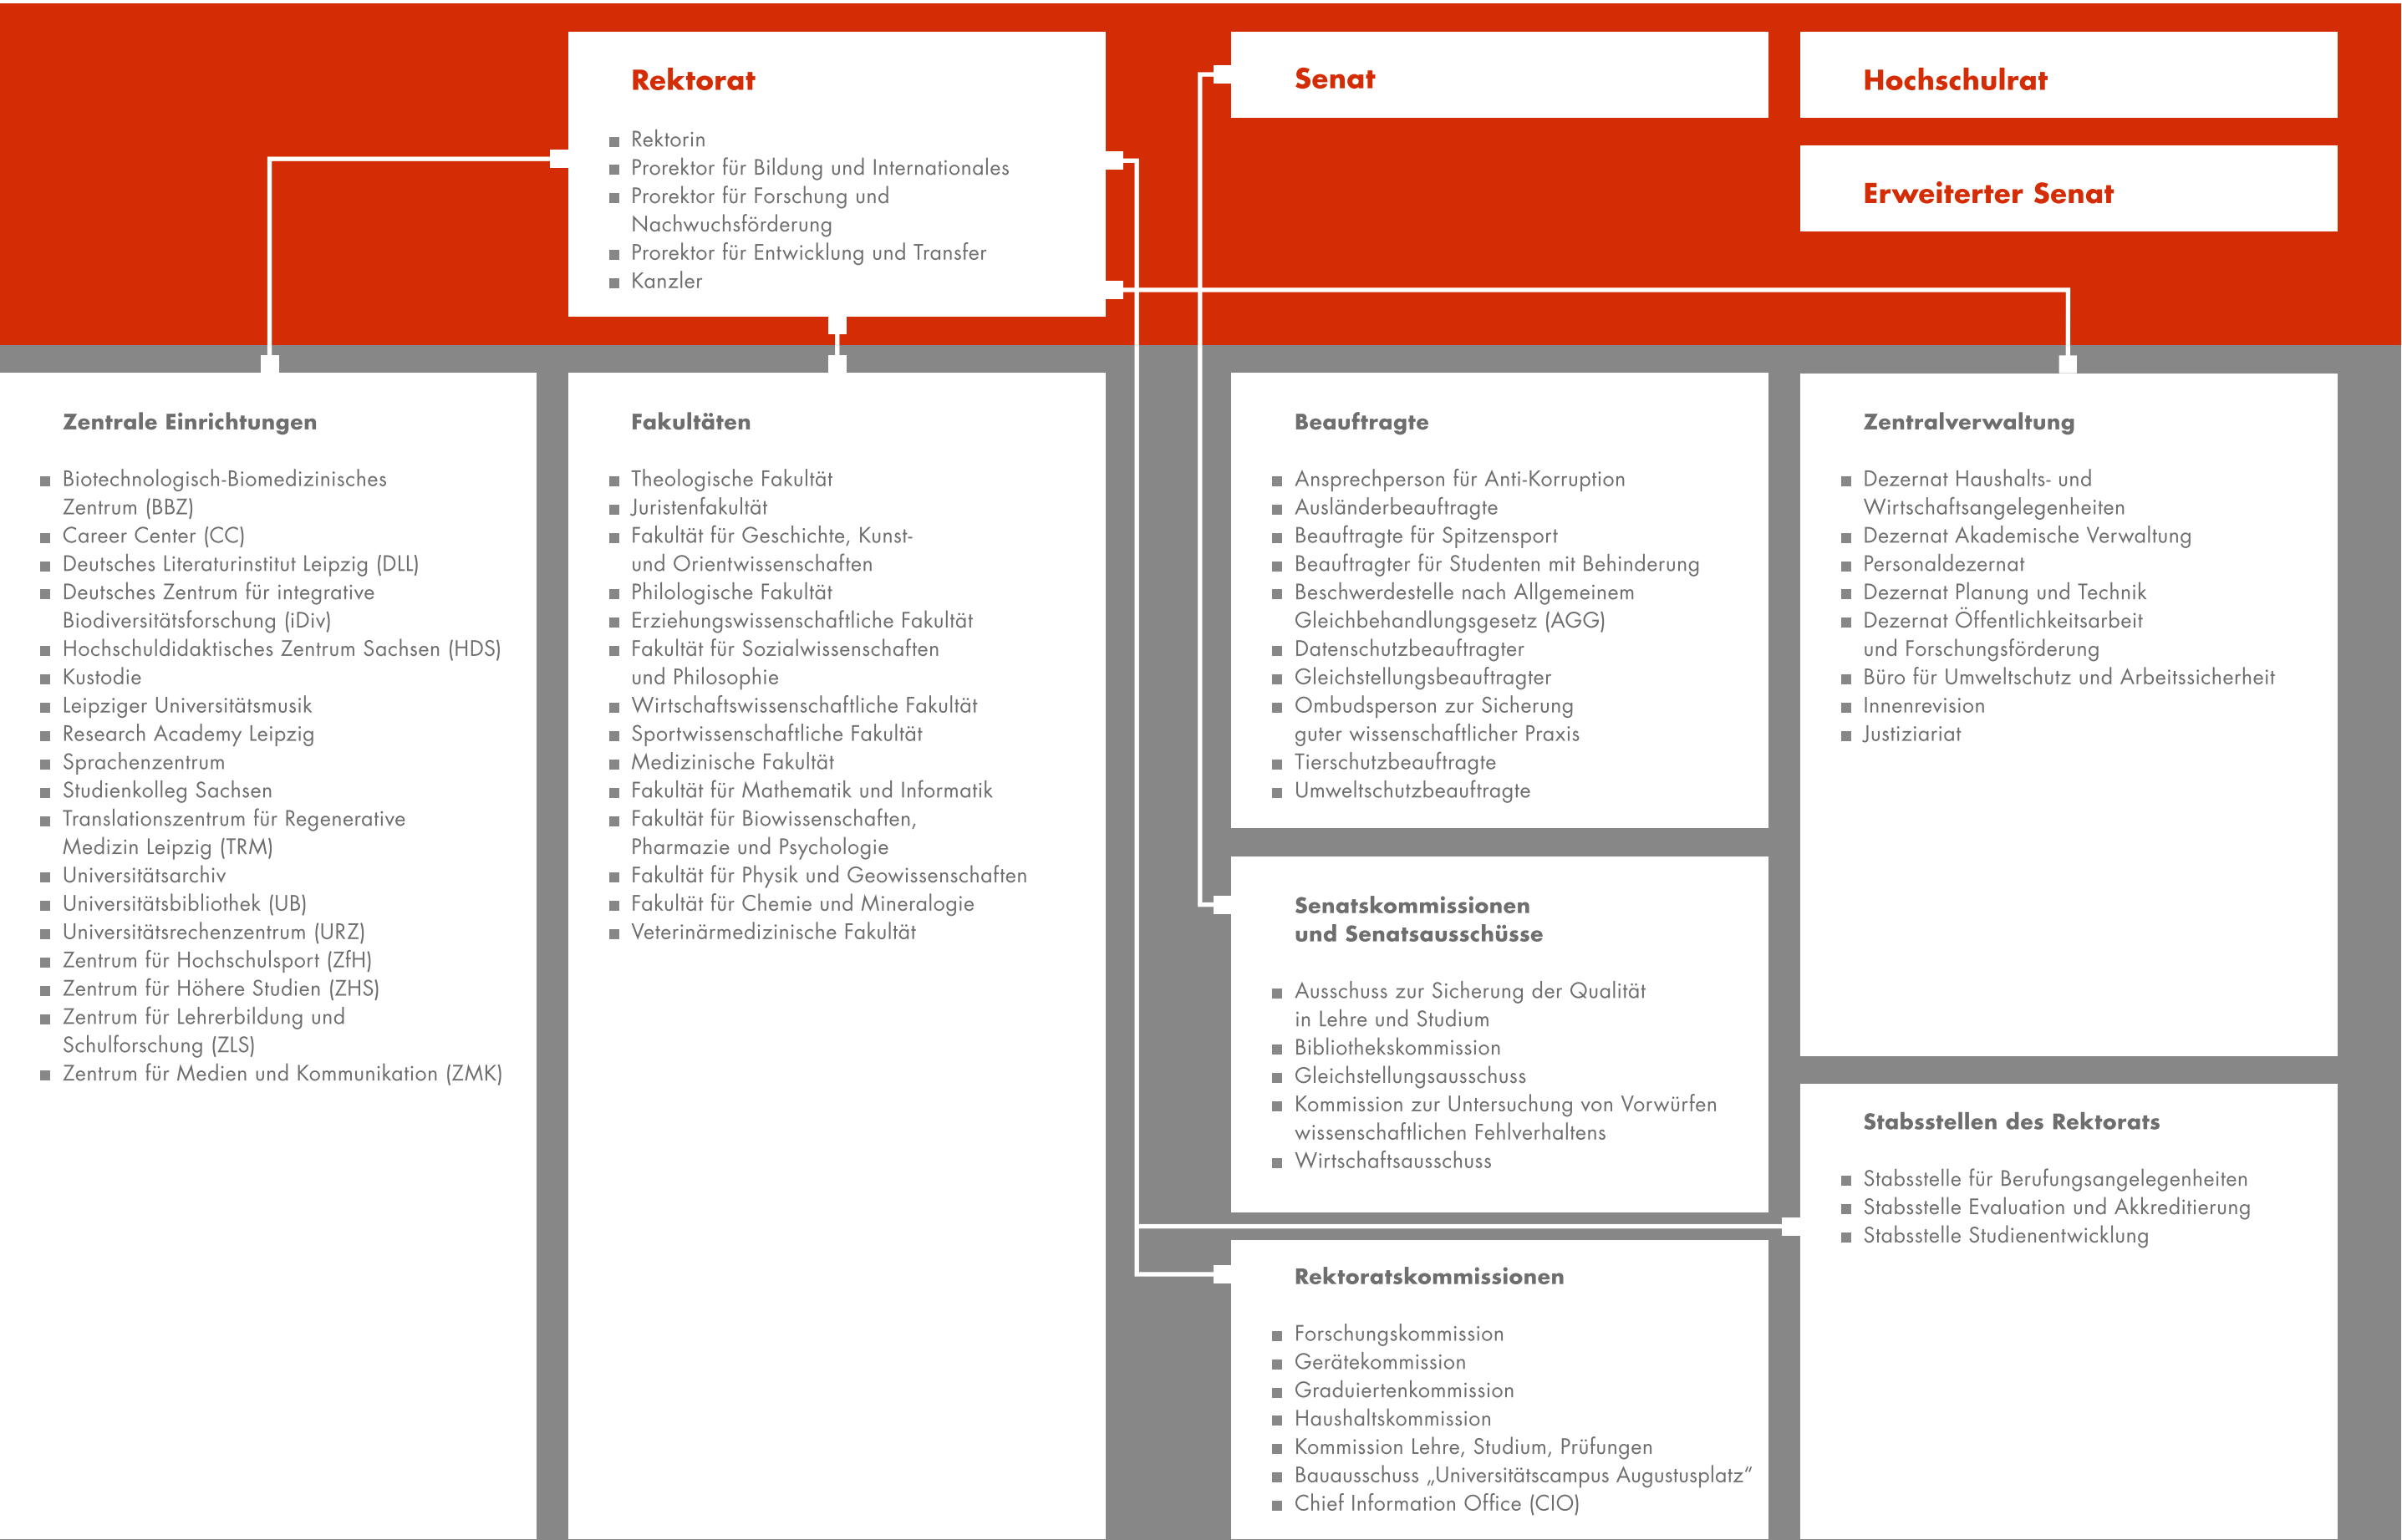 Rektorat
Rektorin
Prorektor für Bildung und Internationales
Prorektor für Forschung und
Nachwuchsförderung
Prorektor für Entwicklung und Transfer
Kanzler
Senat
Hochschulrat
Erweiterter Senat
Zentrale Einrichtungen
Biotechnologisch-Biomedizinisches
Zentrum (BBZ)
Career Center (CC)
Deutsches Literaturinstitut Leipzig (DLL)
Deutsches Zentrum für integrative
Biodiversitätsforschung (iDiv)
Hochschuldidaktisches Zentrum Sachsen (HDS)
Kustodie
Leipziger Universitätsmusik
Research Academy Leipzig
Sprachenzentrum
Studienkolleg Sachsen
Translationszentrum für Regenerative
Medizin Leipzig (TRM)
Universitätsarchiv
Universitätsbibliothek (UB)
Universitätsrechenzentrum (URZ)
Zentrum für Hochschulsport (ZfH)
Zentrum für Höhere Studien (ZHS)
Zentrum für Lehrerbildung und
Schulforschung (ZLS)
Zentrum für Medien und Kommunikation (ZMK)
Fakultäten
Theologische Fakultät
Juristenfakultät
Fakultät für Geschichte, Kunst-
und Orientwissenschaften
Philologische Fakultät
Erziehungswissenschaftliche Fakultät
Fakultät für Sozialwissenschaften
und Philosophie
Wirtschaftswissenschaftliche Fakultät
Sportwissenschaftliche Fakultät
Medizinische Fakultät
Fakultät für Mathematik und Informatik
Fakultät für Biowissenschaften,
Pharmazie und Psychologie
Fakultät für Physik und Geowissenschaften
Fakultät für Chemie und Mineralogie
Veterinärmedizinische Fakultät
Beauftragte
Ansprechperson für Anti-Korruption
Ausländerbeauftragte
Beauftragte für Spitzensport
Beauftragter für Studenten mit Behinderung
Beschwerdestelle nach Allgemeinem
Gleichbehandlungsgesetz (AGG)
Datenschutzbeauftragter
Gleichstellungsbeauftragter
Ombudsperson zur Sicherung
guter wissenschaftlicher Praxis
Tierschutzbeauftragte
Umweltschutzbeauftragte
Senatskommissionen
und Senatsausschüsse
Ausschuss zur Sicherung der Qualität
in Lehre und Studium
Bibliothekskommission
Gleichstellungsausschuss
Kommission zur Untersuchung von Vorwürfen
wissenschaftlichen Fehlverhaltens
Wirtschaftsausschuss
Rektoratskommissionen
Forschungskommission
Gerätekommission
Graduiertenkommission
Haushaltskommission
Kommission Lehre, Studium, Prüfungen
Bauausschuss „Universitätscampus Augustusplatz“
Chief Information Office (CIO)
Zentralverwaltung
Dezernat Haushalts- und
Wirtschaftsangelegenheiten
Dezernat Akademische Verwaltung
Personaldezernat
Dezernat Planung und Technik
Dezernat Öffentlichkeitsarbeit
und Forschungsförderung
Büro für Umweltschutz und Arbeitssicherheit
Innenrevision
Justiziariat
Stabsstellen des Rektorats
Stabsstelle für Berufungsangelegenheiten
Stabsstelle Evaluation und Akkreditierung
Stabsstelle Studienentwicklung